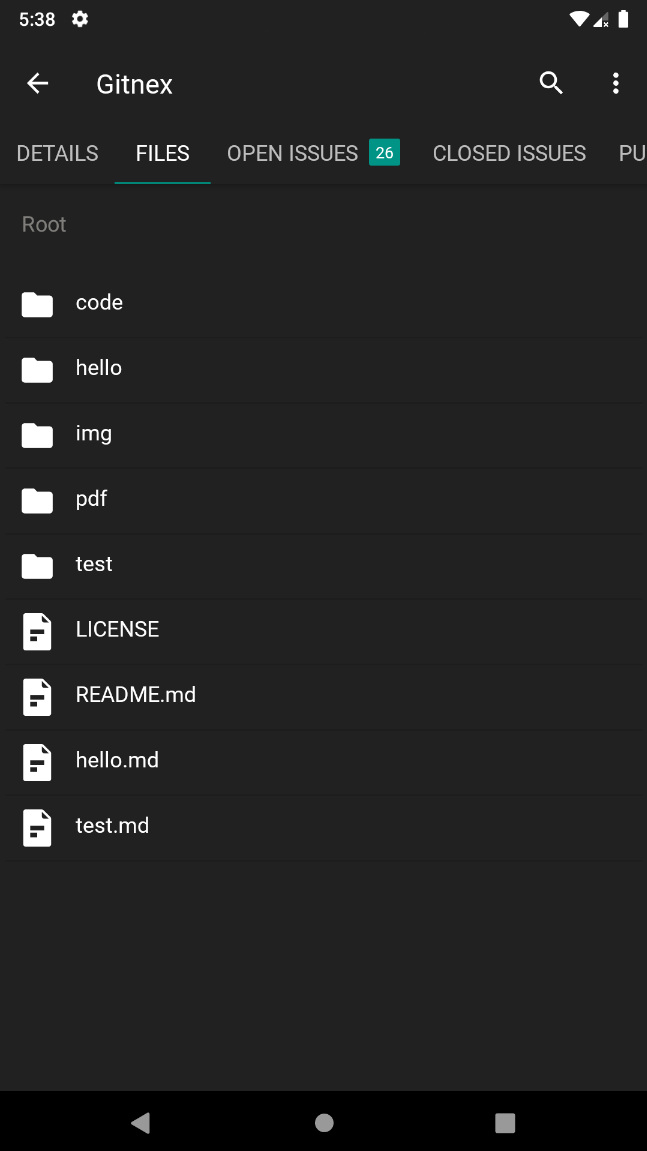 5:38
Gitnex
DETAILS FILES OPEN ISSUES 26 CLOSED ISSUES PU
Root
code
hello
img
pdf
test
LICENSE
README.md
hello.md
test.md